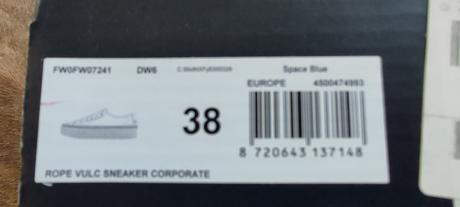 FW0FW07241 DW6 Space Blue
EUROPE 4500474993
38
8 720643 137148
ROPE VULC SNEAKER CORPORATE